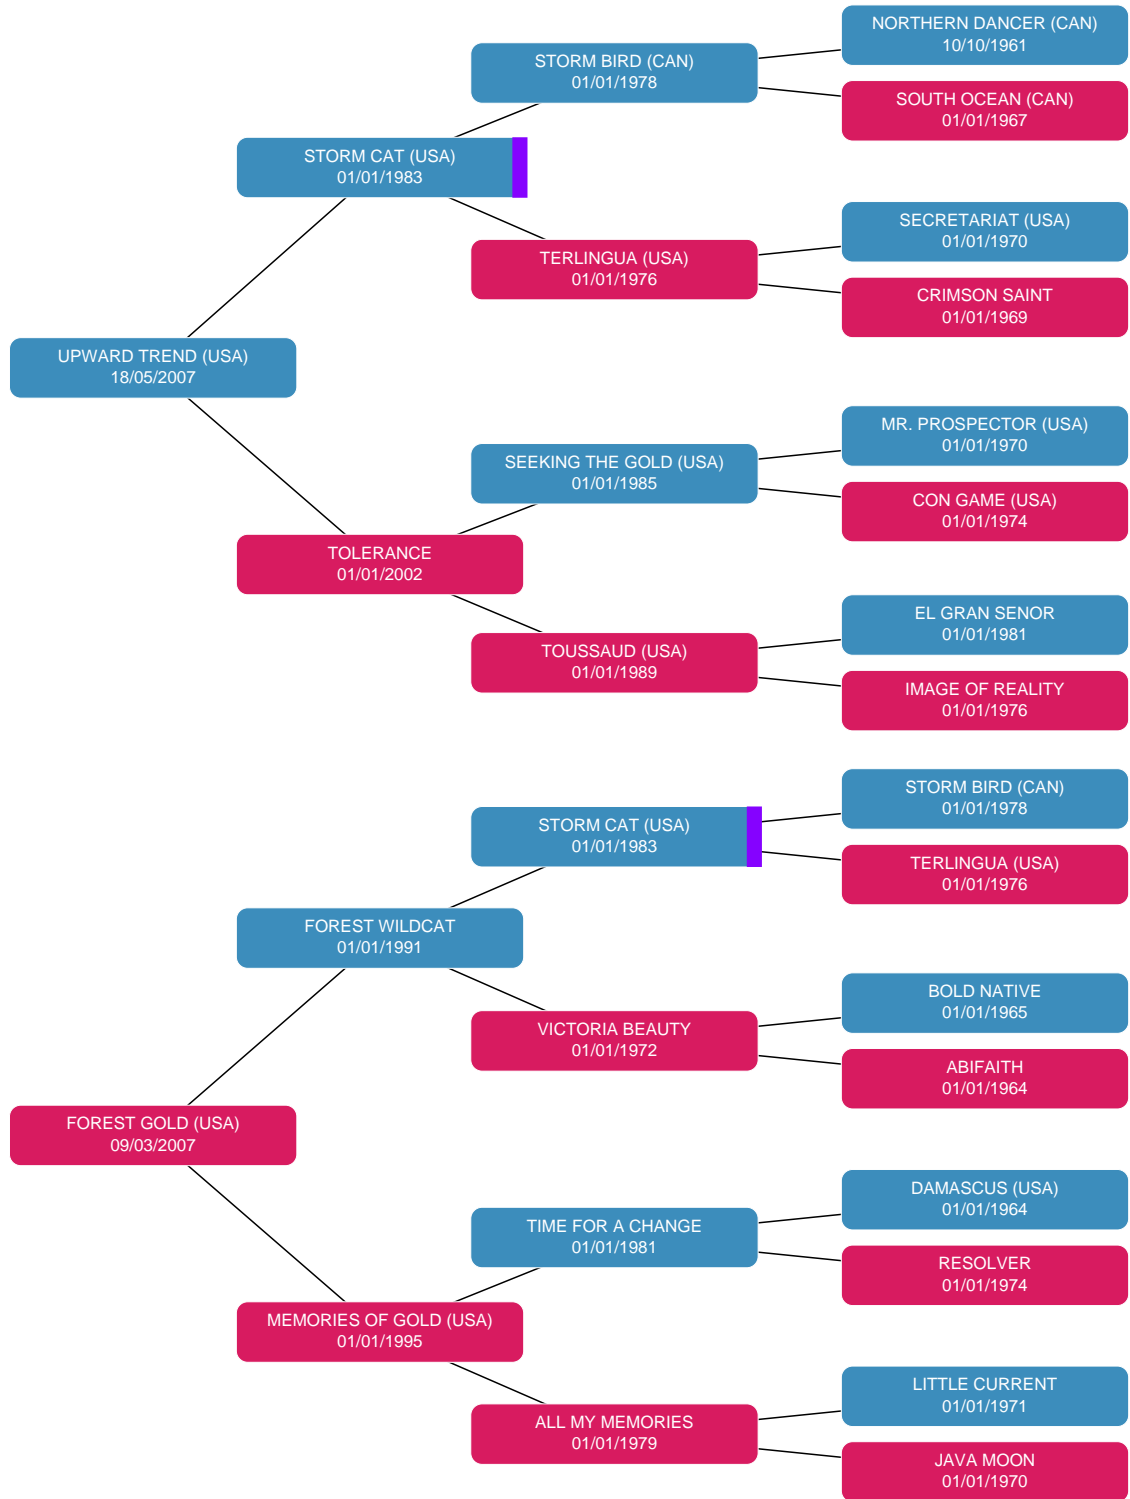 NORTHERN DANCER (CAN)
10/10/1961
STORM BIRD (CAN)
01/01/1978
SOUTH OCEAN (CAN)
01/01/1967
STORM CAT (USA)
01/01/1983
SECRETARIAT (USA)
01/01/1970
TERLINGUA (USA)
01/01/1976
CRIMSON SAINT
01/01/1969
UPWARD TREND (USA)
18/05/2007
MR. PROSPECTOR (USA)
01/01/1970
SEEKING THE GOLD (USA)
01/01/1985
CON GAME (USA)
01/01/1974
TOLERANCE
01/01/2002
EL GRAN SENOR
01/01/1981
TOUSSAUD (USA)
01/01/1989
IMAGE OF REALITY
01/01/1976
STORM BIRD (CAN)
01/01/1978
STORM CAT (USA)
01/01/1983
TERLINGUA (USA)
01/01/1976
FOREST WILDCAT
01/01/1991
BOLD NATIVE
01/01/1965
VICTORIA BEAUTY
01/01/1972
ABIFAITH
01/01/1964
FOREST GOLD (USA)
09/03/2007
DAMASCUS (USA)
01/01/1964
TIME FOR A CHANGE
01/01/1981
RESOLVER
01/01/1974
MEMORIES OF GOLD (USA)
01/01/1995
LITTLE CURRENT
01/01/1971
ALL MY MEMORIES
01/01/1979
JAVA MOON
01/01/1970